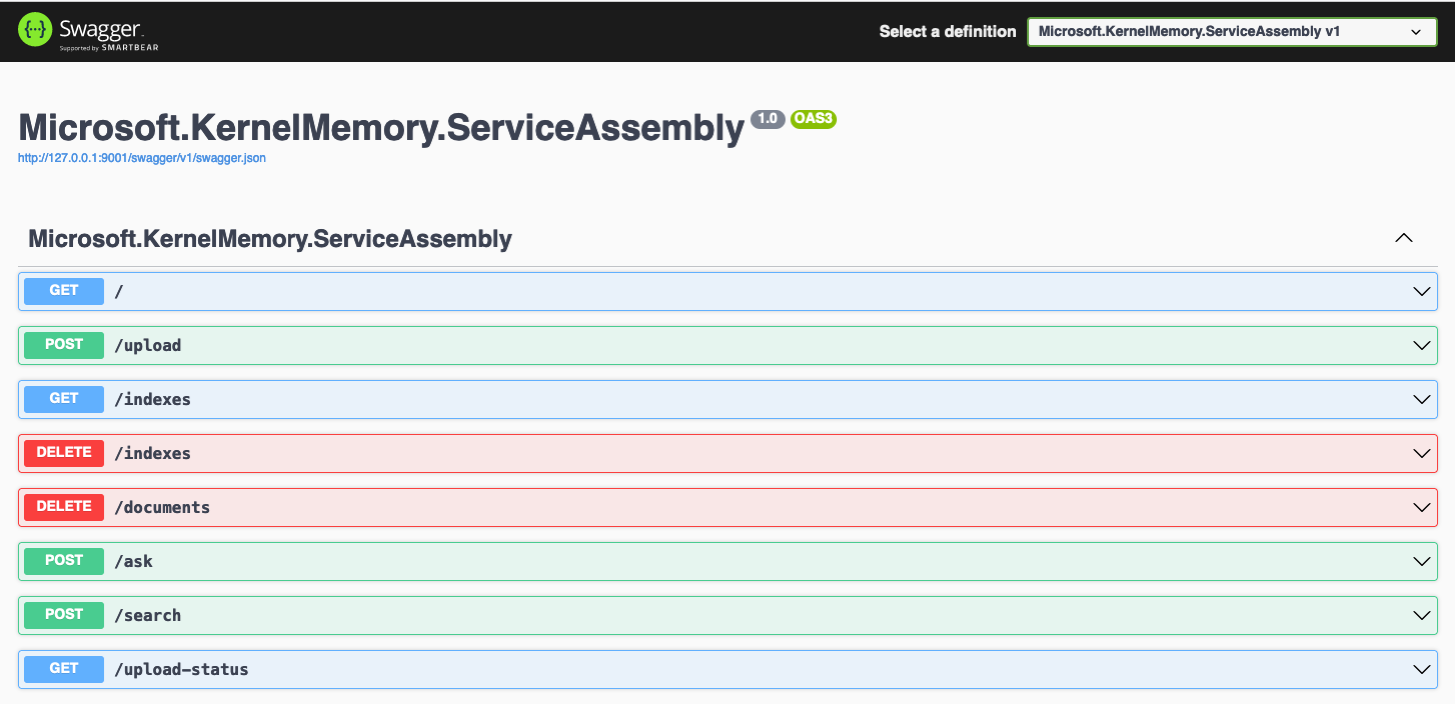 Swagger
Supported by SMARTBEAR
Select a definition
Microsoft.KernelMemory.ServiceAssembly v1
Microsoft.KernelMemory.ServiceAssembly 1.0 OAS3
http://127.0.0.1:9001/swagger/v1/swagger.json
Microsoft.KernelMemory.ServiceAssembly
GET /
POST /upload
GET /indexes
DELETE /indexes
DELETE /documents
POST /ask
POST /search
GET /upload-status